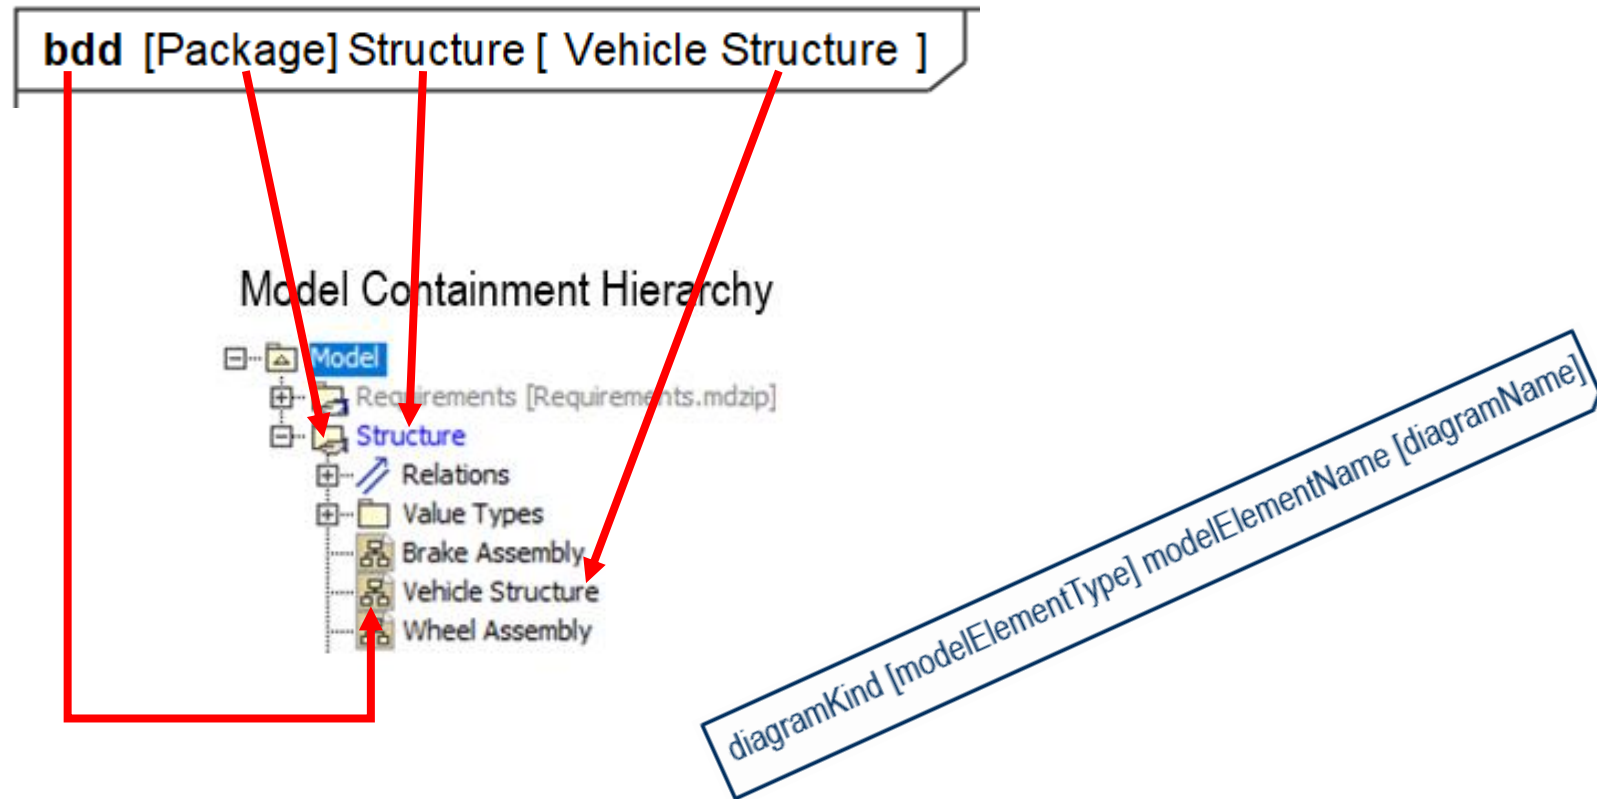 bdd [Package] Structure [ Vehicle Structure ]
Model Containment Hierarchy
Model
Requirements [Requirements.mdzip]
Structure
Relations
Value Types
Brake Assembly
Vehicle Structure
Wheel Assembly
diagramKind [modelElementType] modelElementName [diagramName]